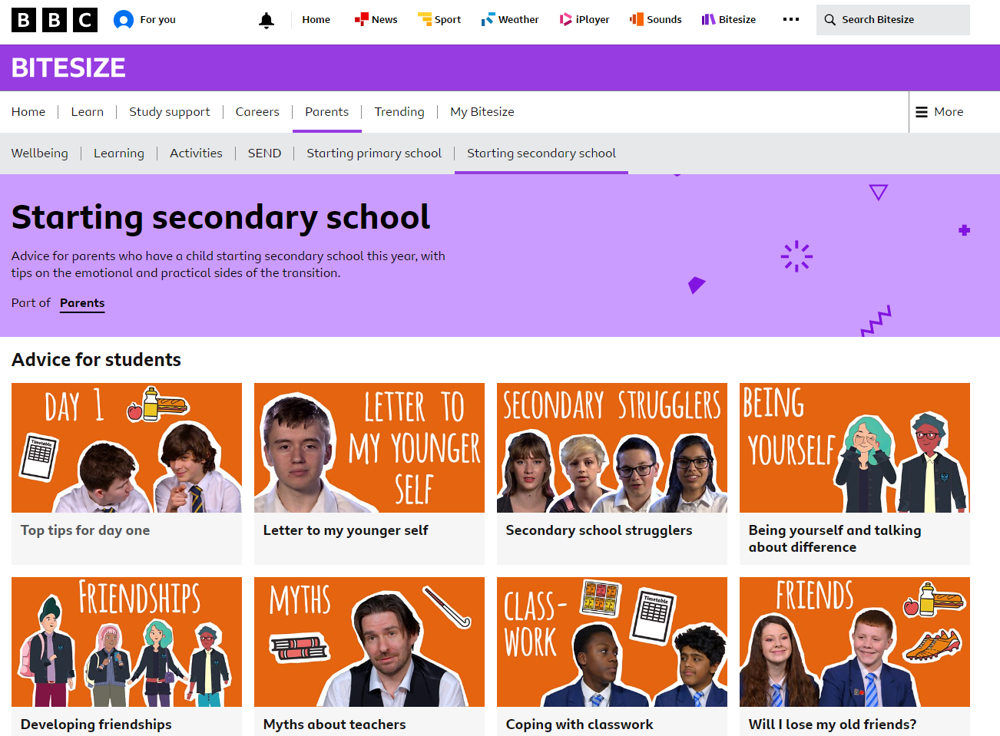 BBC
For you
Home
News
Sport
Weather
iPlayer
Sounds
Bitesize
Search Bitesize
BITESIZE
Home
Learn
Study support
Careers
Parents
Trending
My Bitesize
More
Wellbeing
Learning
Activities
SEND
Starting primary school
Starting secondary school
Starting secondary school
Advice for parents who have a child starting secondary school this year, with
tips on the emotional and practical sides of the transition.
Part of Parents
Advice for students
DAY 1
Timetable
Top tips for day one
LETTER TO
MY YOUNGER
SELF
Letter to my younger self
SECONDARY STRUGGLERS
Secondary school strugglers
BEING
YOURSELF
Being yourself and talking
about difference
FRIENDSHIPS
Developing friendships
MYTHS
Myths about teachers
CLASS-
WORK
Timetable
Coping with classwork
FRIENDS
Will I lose my old friends?